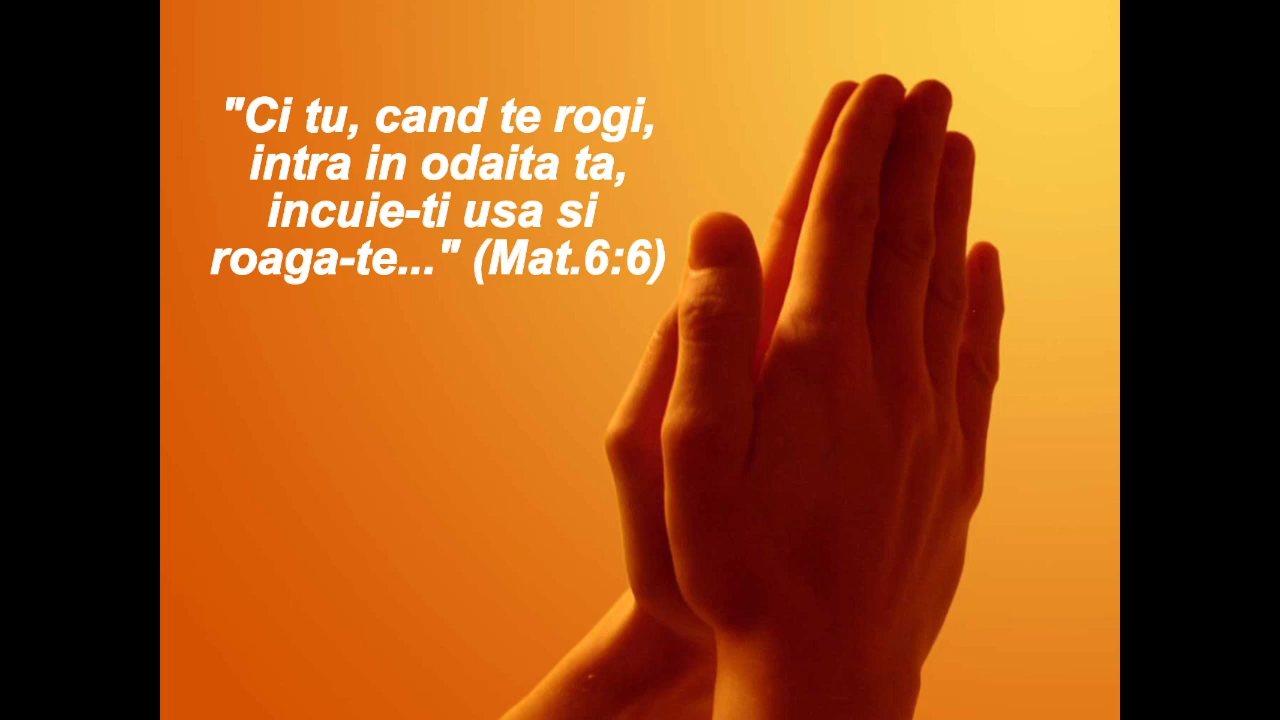 "Ci tu, cand te rogi,
intra in odaita ta,
incuie-ti usa si
roaga-te..." (Mat.6:6)